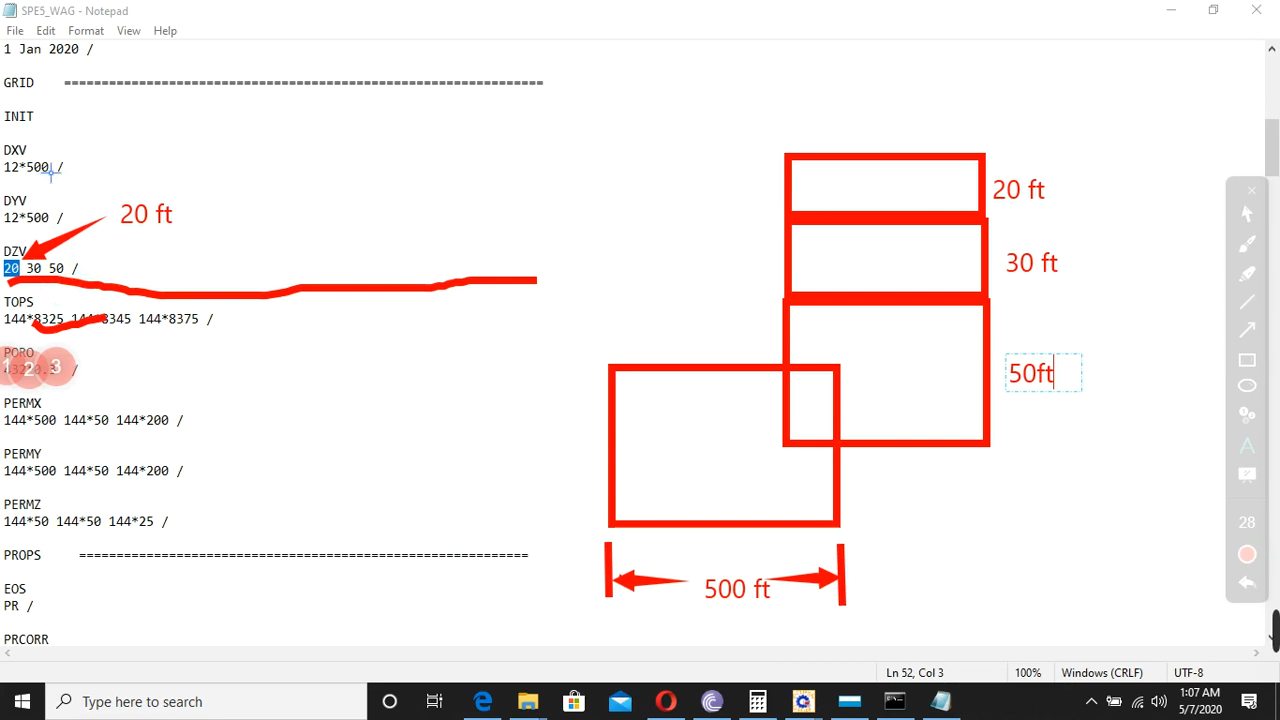 SPE5_WAG - Notepad
File Edit Format View Help
1 Jan 2020 /
GRID ================================================================
INIT
DXV
12*500 /
DYV
12*500 /
20 ft
DZV
20 30 50 /
TOPS
144*8325 144*8345 144*8375 /
PORO
1 2 3 /
PERMX
144*500 144*50 144*200 /
PERMY
144*500 144*50 144*200 /
PERMZ
144*50 144*50 144*25 /
PROPS ============================================================
EOS
PR /
PRCORR
20 ft
30 ft
50ft
500 ft
28
Ln 52, Col 3 100% Windows (CRLF) UTF-8
Type here to search
1:07 AM
5/7/2020